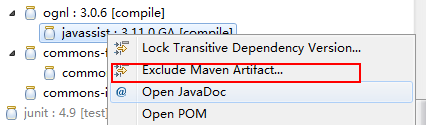 ognl : 3.0.6 [compile]
javassist : 3.11.0.GA [compile]
commons-f
Lock Transitive Dependency Version...
commo
Exclude Maven Artifact...
commons-i
@ Open JavaDoc
junit : 4.9 [test]
Open POM